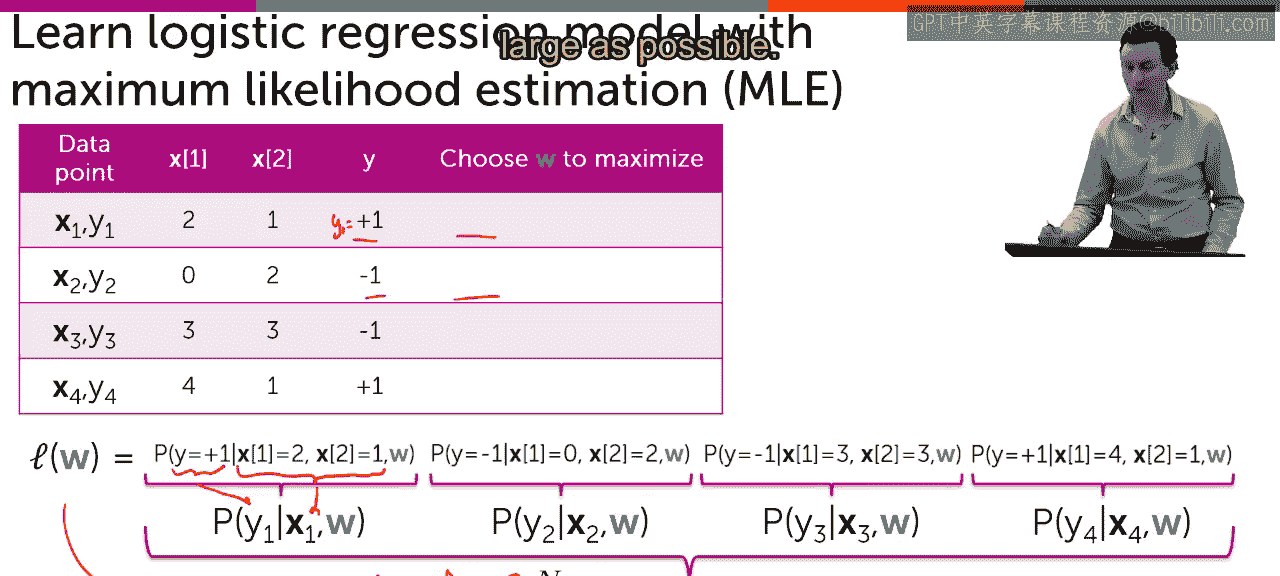 GPT中英字幕课程资源@bilibili.com
Learn logistic regression model with
large as possible.
maximum likelihood estimation (MLE)
Data point x[1] x[2] y Choose w to maximize
x1,y1 2 1 y= +1
x2,y2 0 2 -1
x3,y3 3 3 -1
x4,y4 4 1 +1
ℓ(w) = P(y=+1|x[1]=2, x[2]=1,w) P(y=-1|x[1]=0, x[2]=2,w) P(y=-1|x[1]=3, x[2]=3,w) P(y=+1|x[1]=4, x[2]=1,w)
P(y1|x1,w) P(y2|x2,w) P(y3|x3,w) P(y4|x4,w)
N